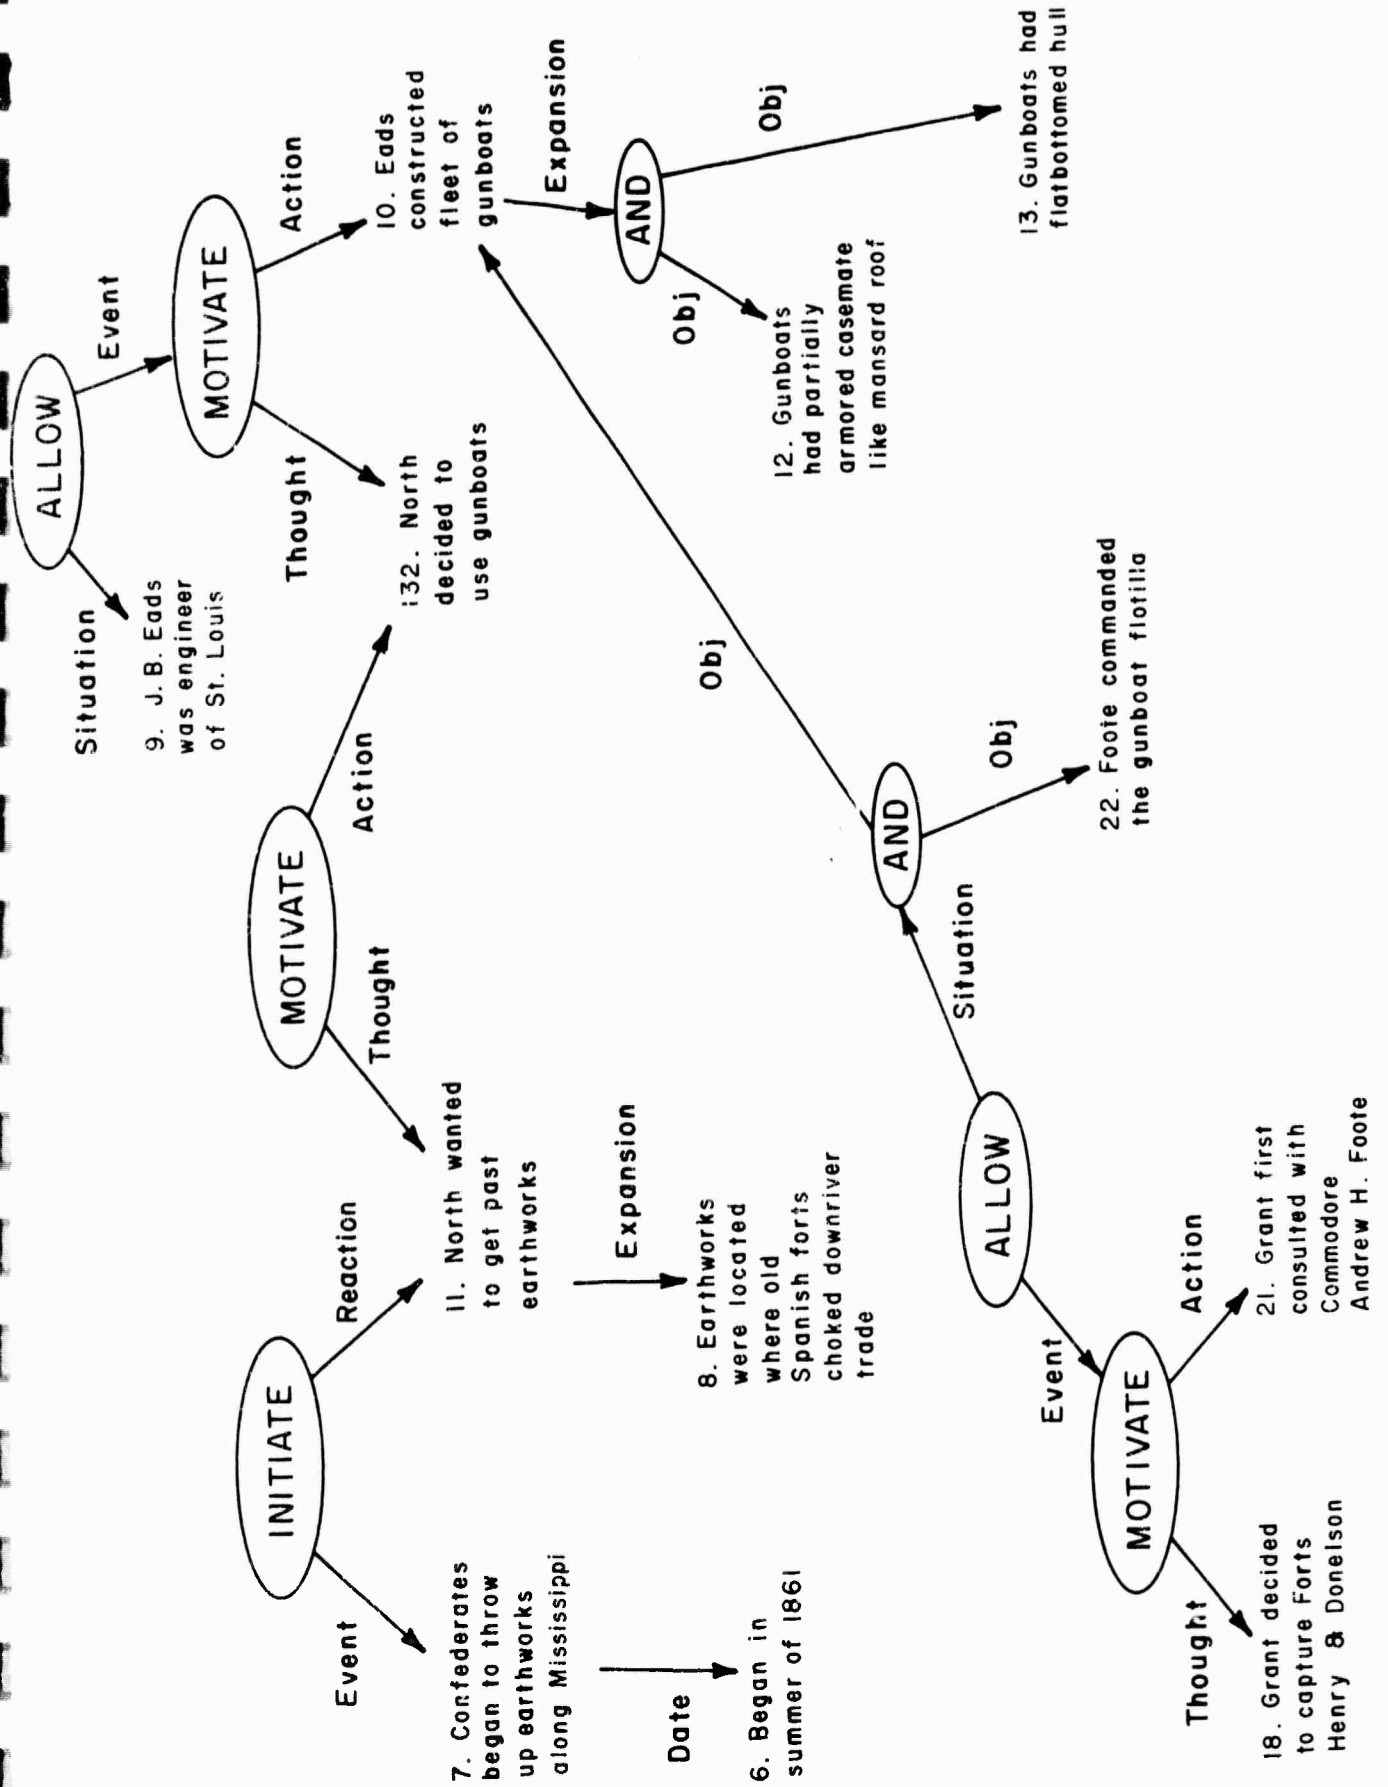 ALLOW
Situation
Event
9. J.B. Eads
was engineer
of St. Louis
MOTIVATE
Thought
Action
132. North
decided to
use gunboats
10. Eads
constructed
fleet of
gunboats
Expansion
AND
Obj
Obj
12. Gunboats
had partially
armored casemate
like mansard roof
13. Gunboats had
flatbottomed hull
MOTIVATE
Thought
Action
INITIATE
Event
Reaction
7. Confederates
began to throw
up earthworks
along Mississippi
Date
6. Began in
summer of 1861
11. North wanted
to get past
earthworks
Expansion
8. Earthworks
were located
where old
Spanish forts
choked downriver
trade
Obj
AND
Obj
22. Foote commanded
the gunboat flotilla
Situation
ALLOW
Event
MOTIVATE
Thought
Action
18. Grant decided
to capture Forts
Henry & Donelson
21. Grant first
consulted with
Commodore
Andrew H. Foote